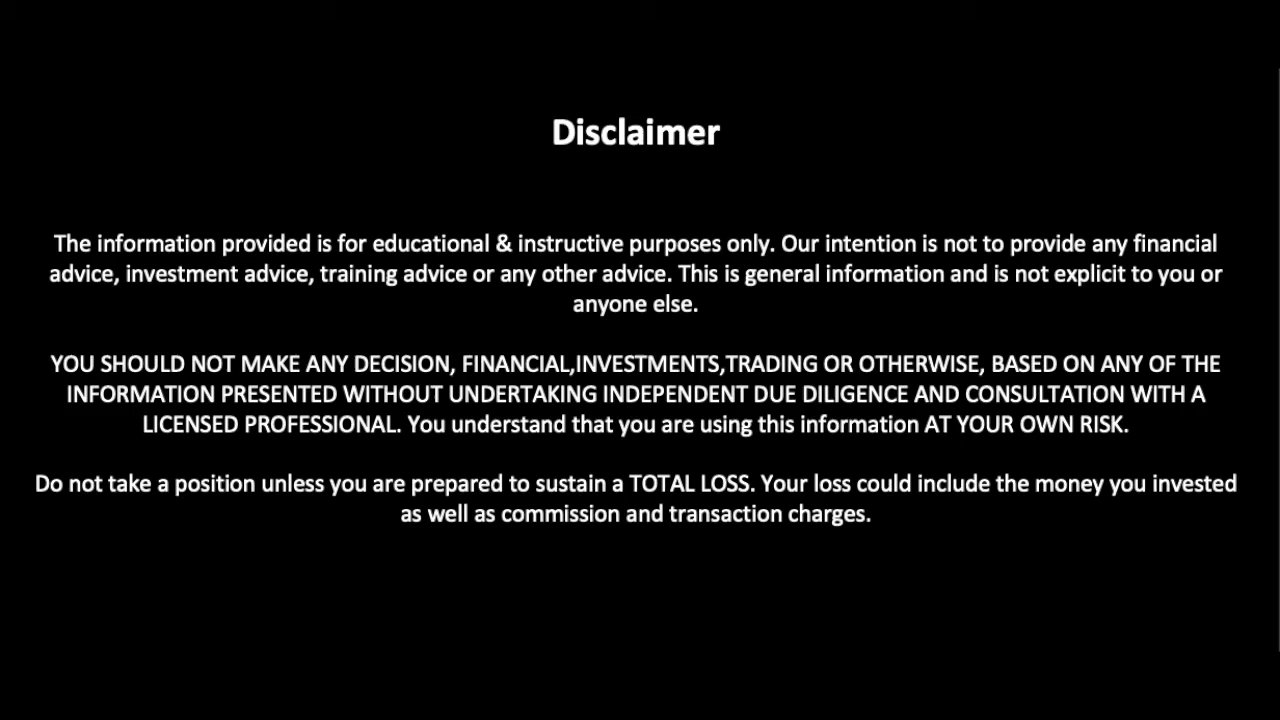 Disclaimer
The information provided is for educational & instructive purposes only. Our intention is not to provide any financial
advice, investment advice, training advice or any other advice. This is general information and is not explicit to you or
anyone else.
YOU SHOULD NOT MAKE ANY DECISION, FINANCIAL,INVESTMENTS,TRADING OR OTHERWISE, BASED ON ANY OF THE
INFORMATION PRESENTED WITHOUT UNDERTAKING INDEPENDENT DUE DILIGENCE AND CONSULTATION WITH A
LICENSED PROFESSIONAL. You understand that you are using this information AT YOUR OWN RISK.
Do not take a position unless you are prepared to sustain a TOTAL LOSS. Your loss could include the money you invested
as well as commission and transaction charges.